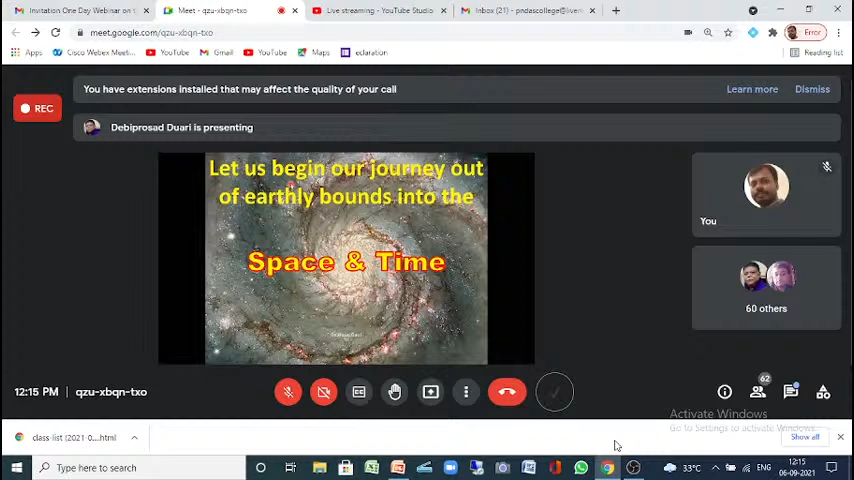 Invitation One Day Webinar on t
Meet - qzu-xbqn-txo
Live streaming - YouTube Studio
Inbox (21) - pndascollege@liver
meet.google.com/qzu-xbqn-txo
Error
Apps
Cisco Webex Meet...
YouTube
Gmail
YouTube
Maps
eclaration
Reading list
You have extensions installed that may affect the quality of your call
Learn more
Dismiss
REC
Debiprosad Duari is presenting
Let us begin our journey out
of earthly bounds into the
Space & Time
You
60 others
12:15 PM
qzu-xbqn-txo
62
Activate Windows
Go to Settings to activate Windows.
class-list (2021-0....html
Show all
Type here to search
33°C
ENG
12:15
06-09-2021